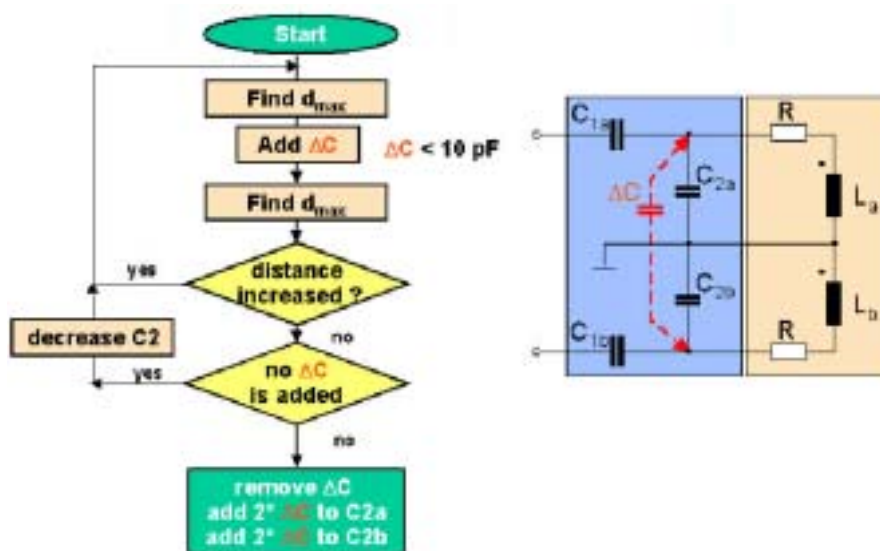 Start
Find dmax
Add ΔC
ΔC < 10 pF
Find dmax
yes
distance
increased ?
decrease C2
no
yes
no ΔC
is added
no
remove ΔC
add 2* ΔC to C2a
add 2* ΔC to C2b
C1a
R
ΔC
C2a
La
C2b
Lb
C1b
R